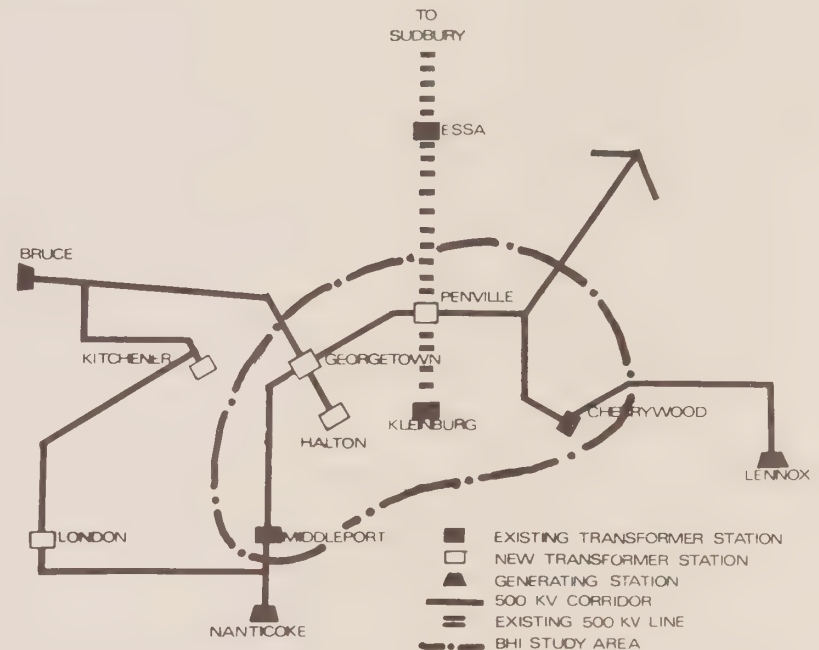 TO
SUDBURY
ESSA
BRUCE
PENVILLE
KITCHENER
GEORGETOWN
HALTON
KLEINBURG
CHERRYWOOD
LENNOX
LONDON
MIDDLEPORT
NANTICOKE
EXISTING TRANSFORMER STATION
NEW TRANSFORMER STATION
GENERATING STATION
500 KV CORRIDOR
EXISTING 500 KV LINE
BHI STUDY AREA